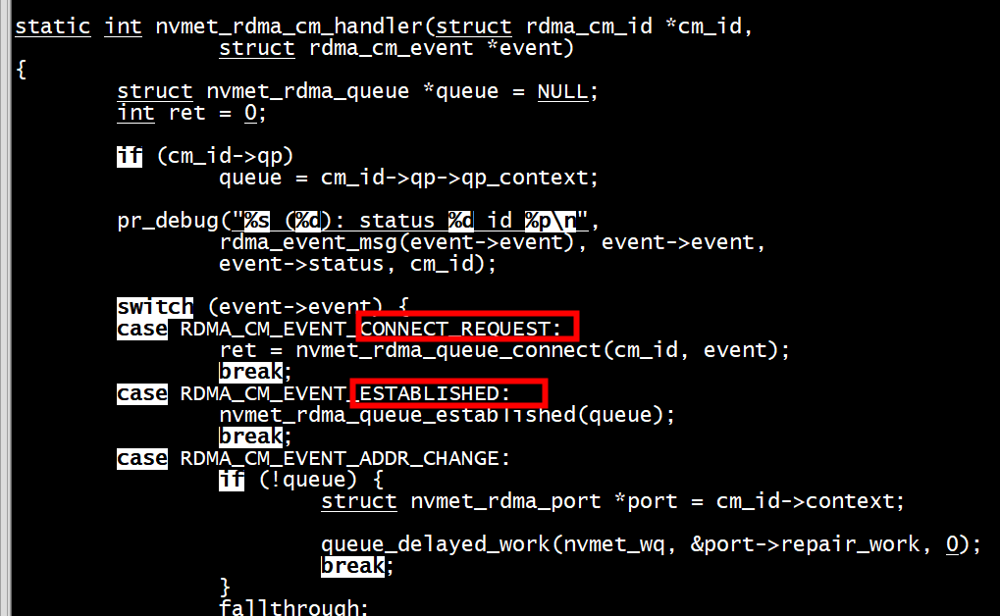 static int nvmet_rdma_cm_handler(struct rdma_cm_id *cm_id,
struct rdma_cm_event *event)
{
struct nvmet_rdma_queue *queue = NULL;
int ret = 0;
if (cm_id->qp)
queue = cm_id->qp->qp_context;
pr_debug("%s (%d): status %d id %p\n",
rdma_event_msg(event->event), event->event,
event->status, cm_id);
switch (event->event) {
case RDMA_CM_EVENT_CONNECT_REQUEST:
ret = nvmet_rdma_queue_connect(cm_id, event);
break;
case RDMA_CM_EVENT_ESTABLISHED:
nvmet_rdma_queue_established(queue);
break;
case RDMA_CM_EVENT_ADDR_CHANGE:
if (!queue) {
struct nvmet_rdma_port *port = cm_id->context;
queue_delayed_work(nvmet_wq, &port->repair_work, 0);
break;
}
fallthrough;